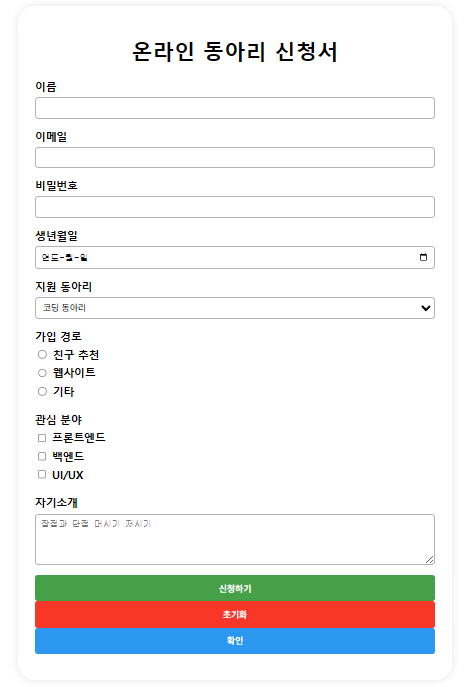 온라인 동아리 신청서
이름
이메일
비밀번호
생년월일
연도-월-일
지원 동아리
코딩 동아리
가입 경로
친구 추천
웹사이트
기타
관심 분야
프론트엔드
백엔드
UI/UX
자기소개
장점과 단점
신청하기
초기화
확인